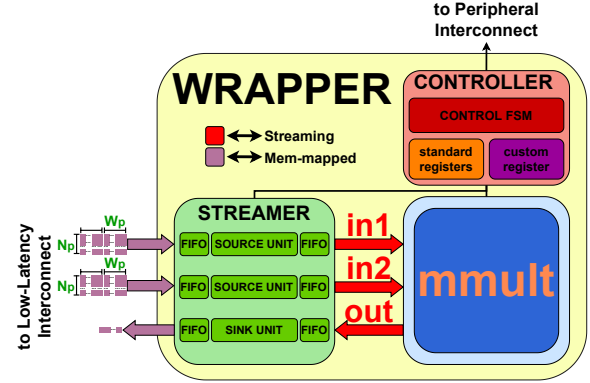 to Peripheral
Interconnect
WRAPPER
CONTROLLER
CONTROL FSM
standard
registers
custom
register
Streaming
Mem-mapped
to Low-Latency
Interconnect
STREAMER
Wp
Np
FIFO SOURCE UNIT FIFO
in1
Wp
Np
FIFO SOURCE UNIT FIFO
in2
FIFO SINK UNIT FIFO
out
mmult